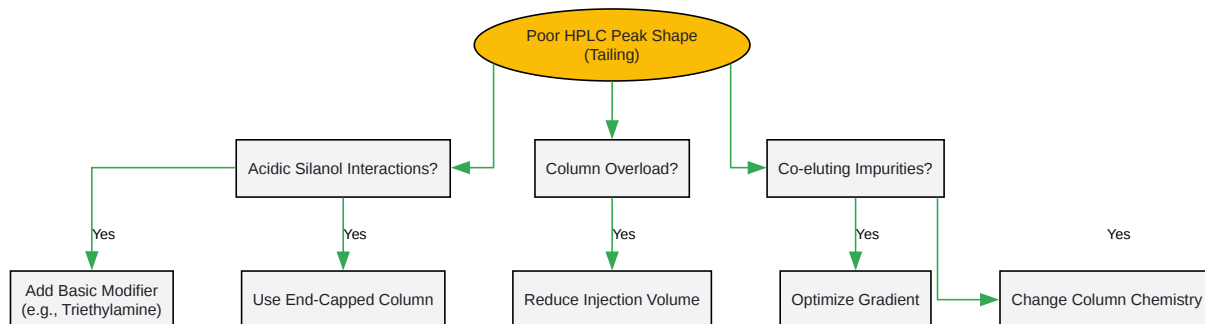 Poor HPLC Peak Shape
(Tailing)
Acidic Silanol Interactions?
Column Overload?
Co-eluting Impurities?
Yes
Yes
Yes
Yes
Yes
Add Basic Modifier
(e.g., Triethylamine)
Use End-Capped Column
Reduce Injection Volume
Optimize Gradient
Change Column Chemistry